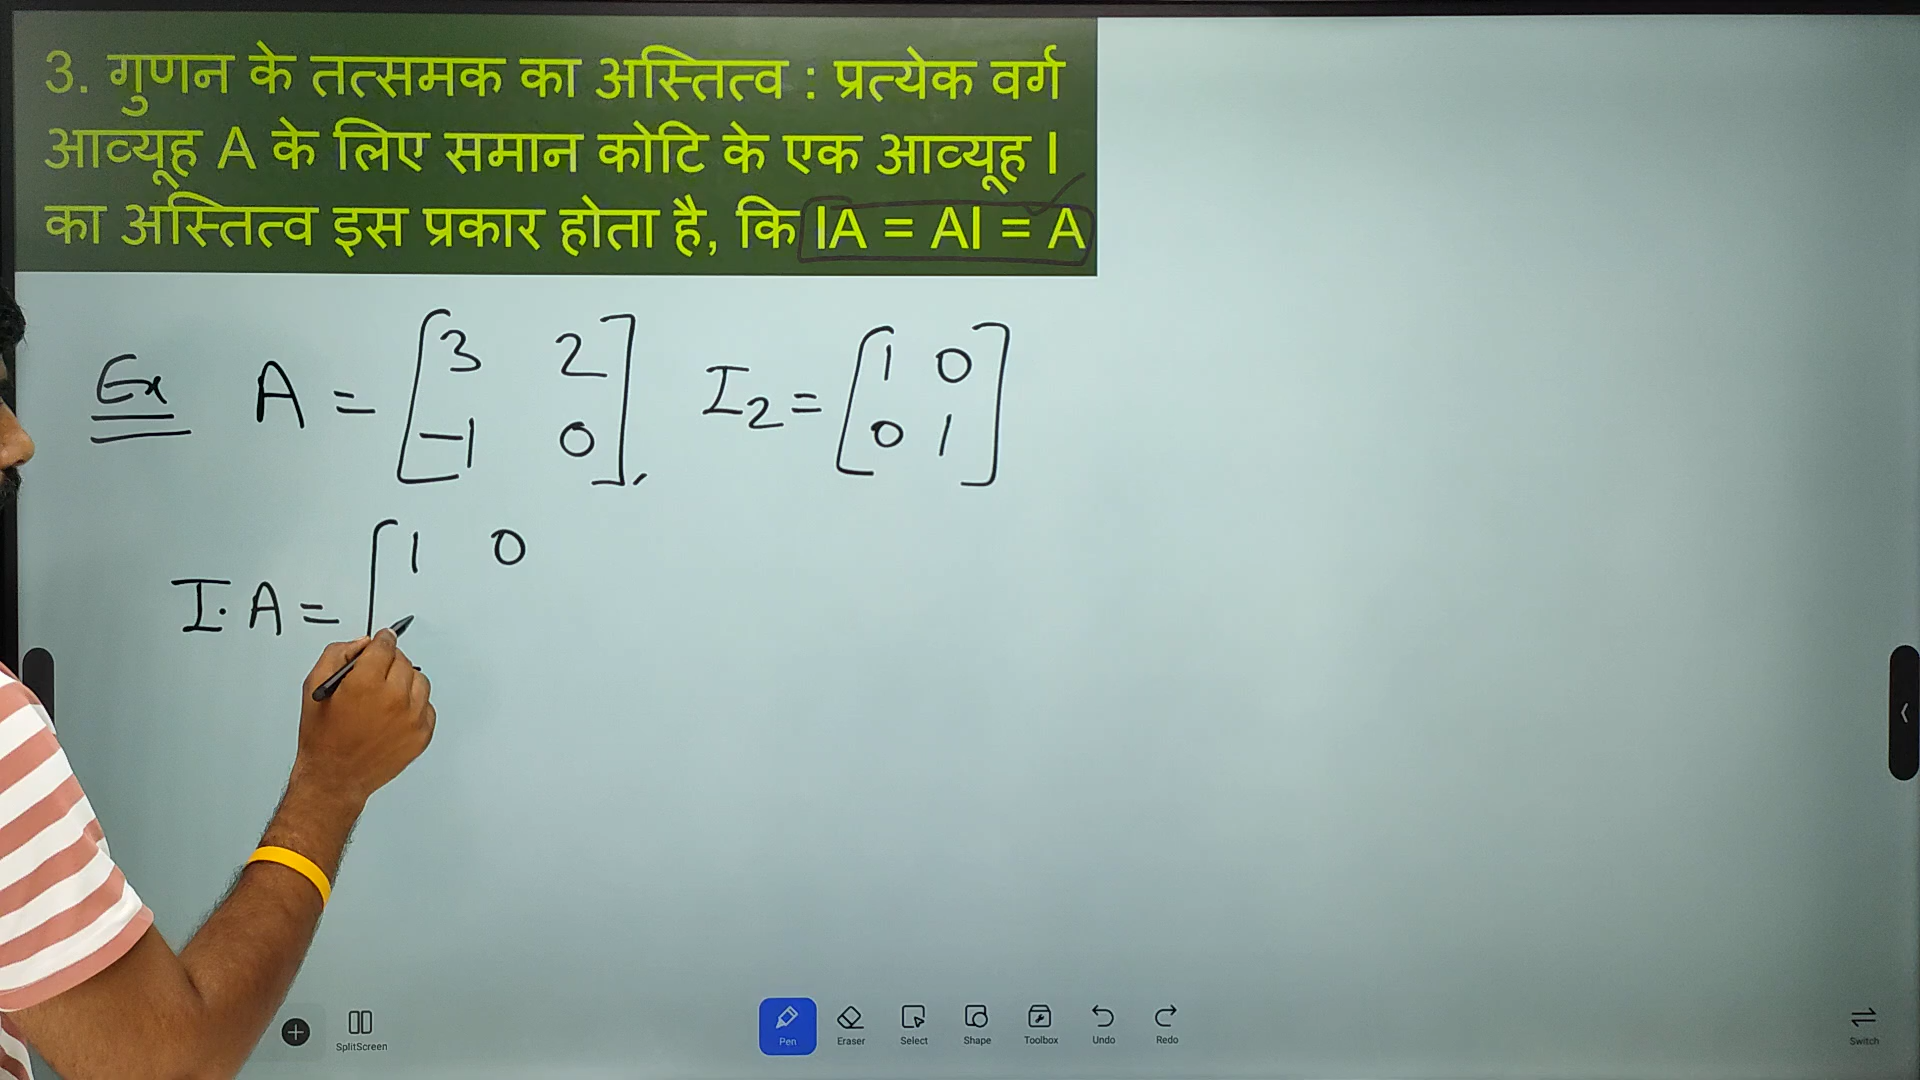 3. गुणन के तत्समक का अस्तित्व : प्रत्येक वर्ग
आव्यूह A के लिए समान कोटि के एक आव्यूह I
का अस्तित्व इस प्रकार होता है, कि IA = AI = A
Ex A = [3 2 -1 0], I₂ = [1 0 0 1]
I.A = [1 0
SplitScreen
Pen Eraser Select Shape Toolbox Undo Redo
Switch